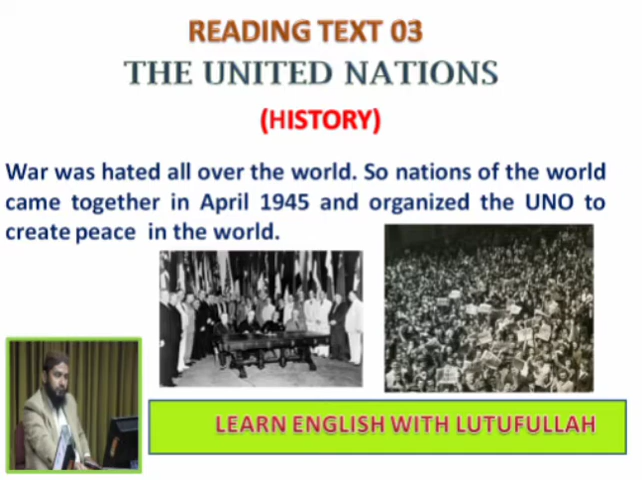 READING TEXT 03
THE UNITED NATIONS
(HISTORY)
War was hated all over the world. So nations of the world
came together in April 1945 and organized the UNO to
create peace in the world.
LEARN ENGLISH WITH LUTUFULLAH